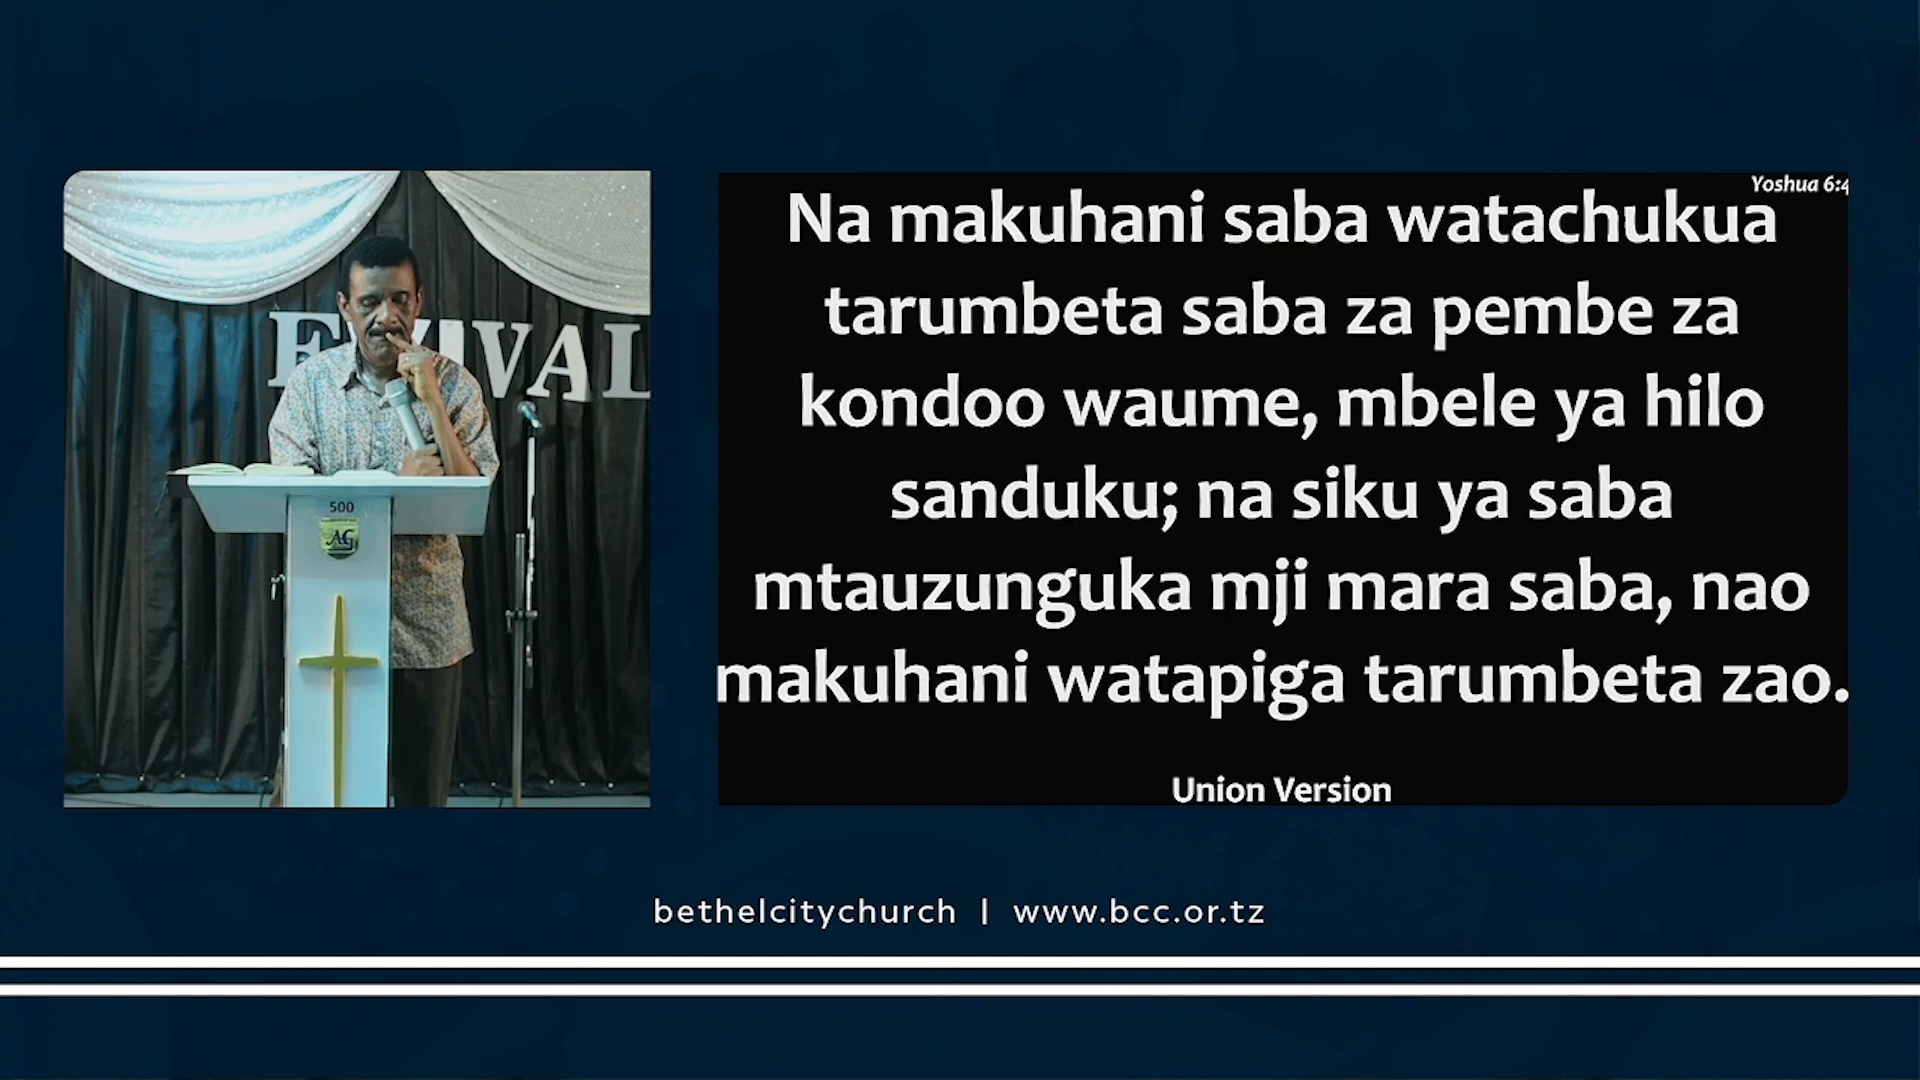 Yoshua 6:4
Na makuhani saba watachukua
tarumbeta saba za pembe za
kondoo waume, mbele ya hilo
sanduku; na siku ya saba
mtauzunguka mji mara saba, nao
makuhani watapiga tarumbeta zao.
Union Version
500
AG
bethelcitychurch | www.bcc.or.tz